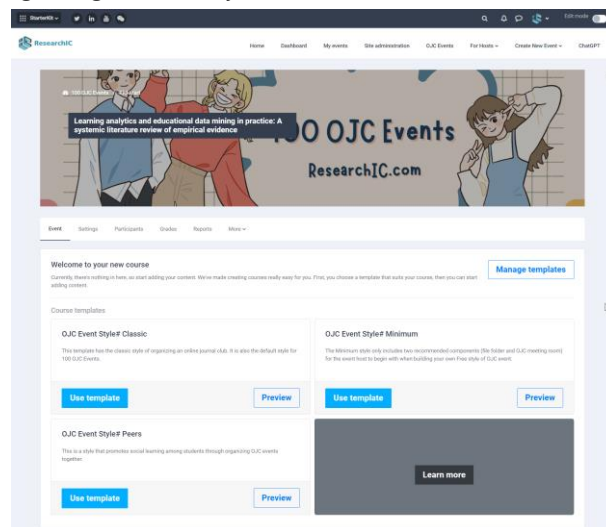 StarterKit
Edit mode
ResearchIC
Home Dashboard My events Site administration OJC Events For Hosts Create New Event ChatGPT
100 OJC Events
Learning analytics and educational data mining in practice: A
systemic literature review of empirical evidence
100 OJC Events
ResearchIC.com
Event Settings Participants Grades Reports More
Welcome to your new course
Currently, there's nothing in here, so start adding your content. We've made creating courses really easy for you. First, you choose a template that suits your course, then you can start
adding content.
Manage templates
Course templates
OJC Event Style# Classic
This template has the classic style of organizing an online journal club. It is also the default style for
100 OJC Events.
Use template Preview
OJC Event Style# Minimum
The Minimum style only includes two recommended components (file folder and OJC meeting room)
for the event host to begin with when building your own Free style of OJC event.
Use template Preview
OJC Event Style# Peers
This is a style that promotes social learning among students through organizing OJC events
together.
Use template Preview
Learn more